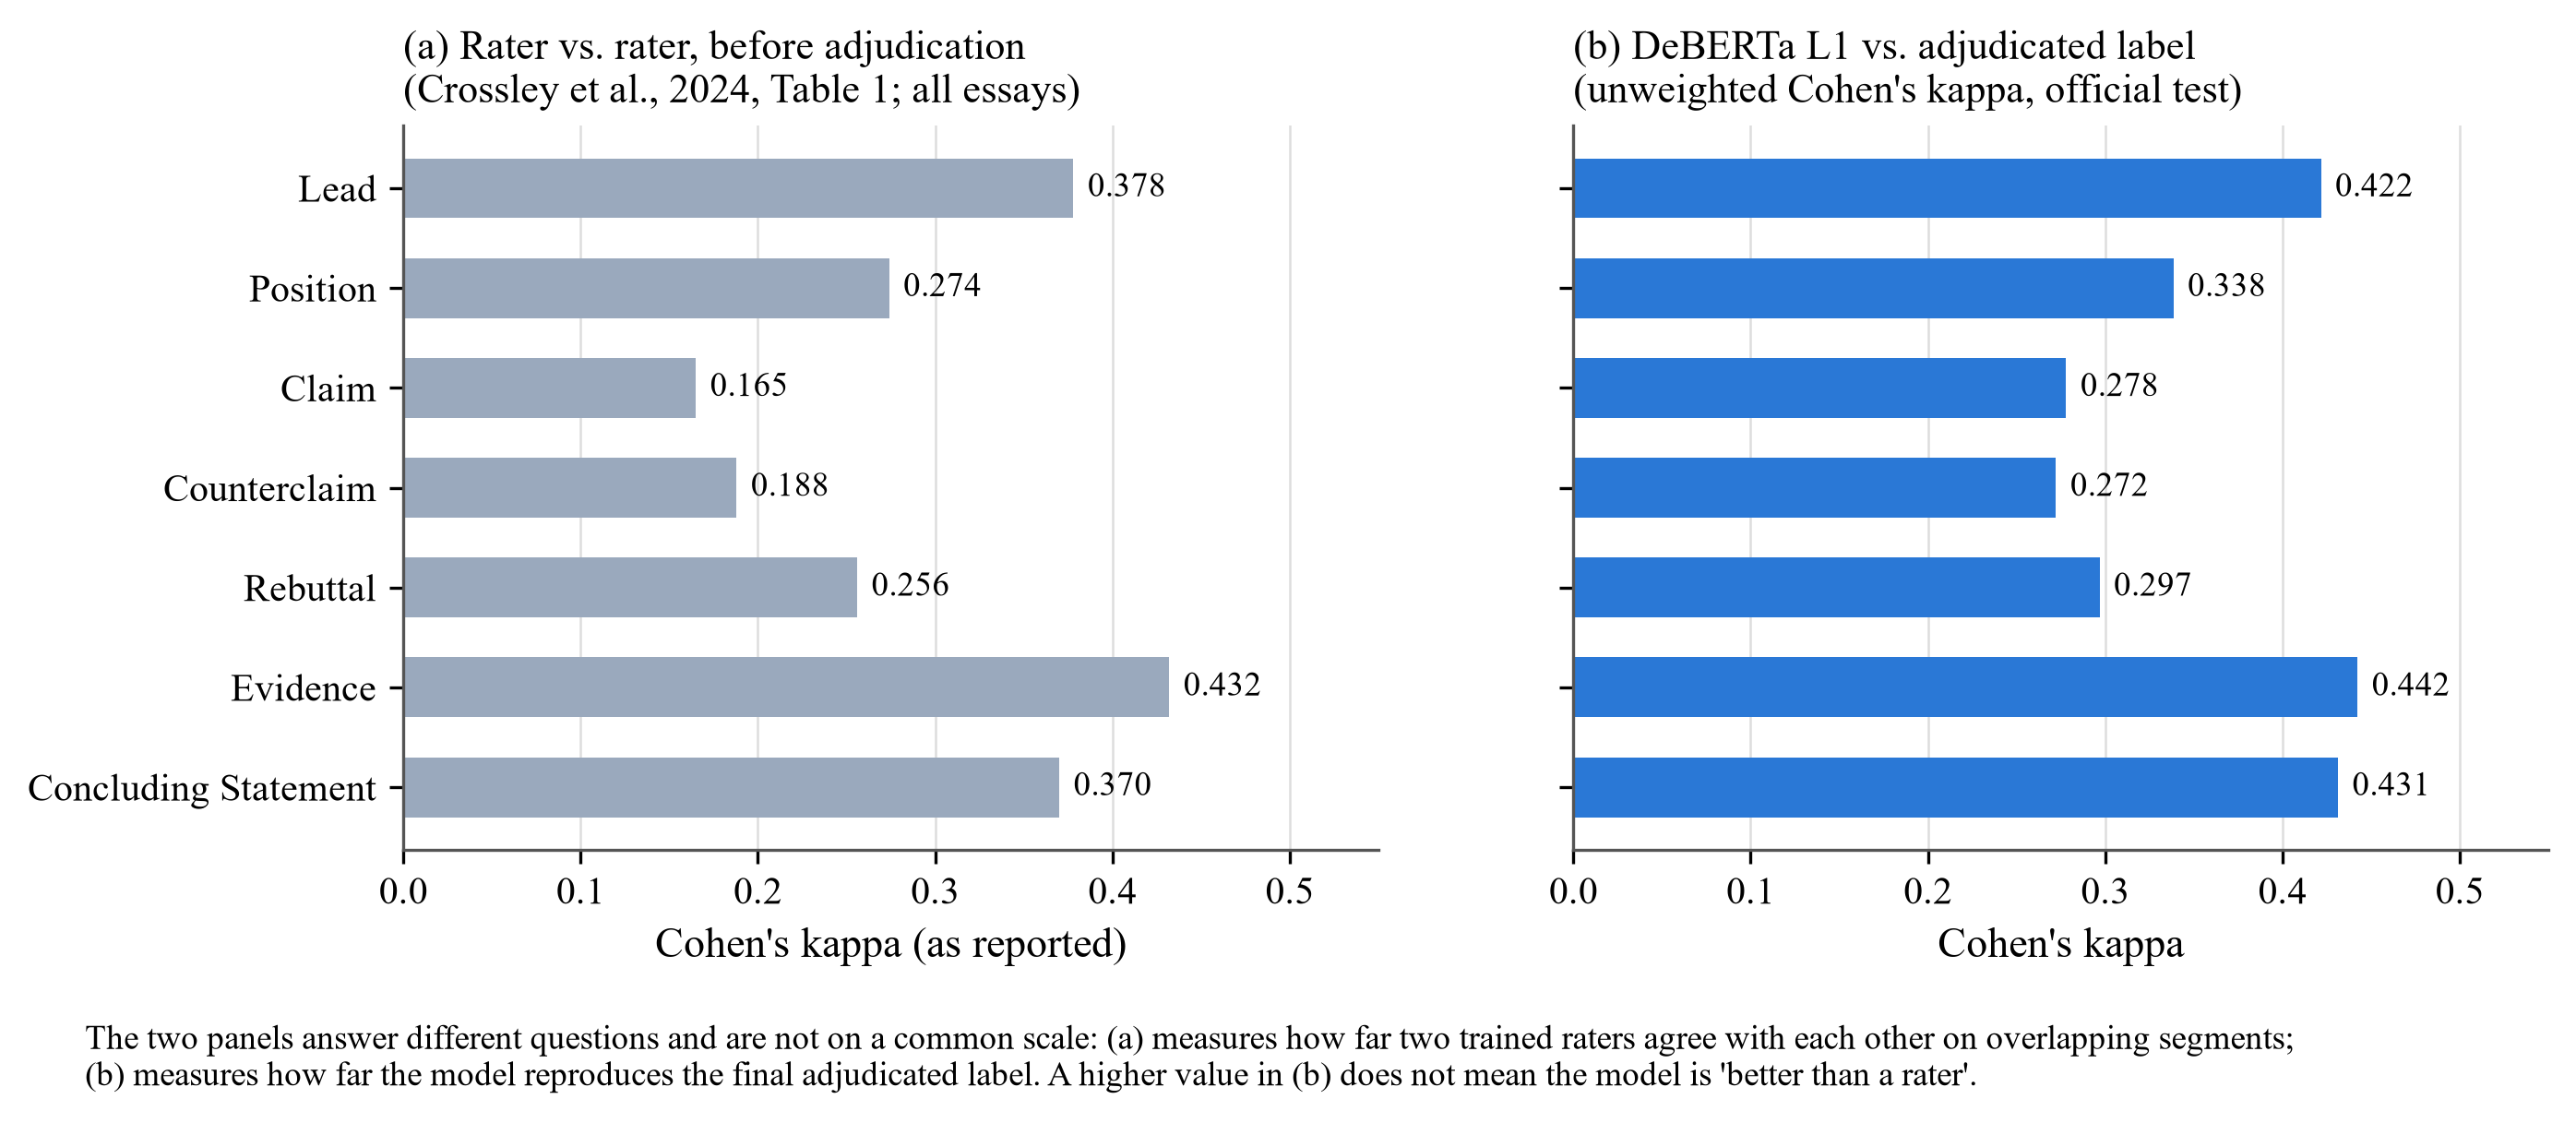 (a) Rater vs. rater, before adjudication
(Crossley et al., 2024, Table 1; all essays)
Lead
0.378
Position
0.274
Claim
0.165
Counterclaim
0.188
Rebuttal
0.256
Evidence
0.432
Concluding Statement
0.370
0.0 0.1 0.2 0.3 0.4 0.5
Cohen's kappa (as reported)
(b) DeBERTa L1 vs. adjudicated label
(unweighted Cohen's kappa, official test)
0.422
0.338
0.278
0.272
0.297
0.442
0.431
0.0 0.1 0.2 0.3 0.4 0.5
Cohen's kappa
The two panels answer different questions and are not on a common scale: (a) measures how far two trained raters agree with each other on overlapping segments;
(b) measures how far the model reproduces the final adjudicated label. A higher value in (b) does not mean the model is 'better than a rater'.